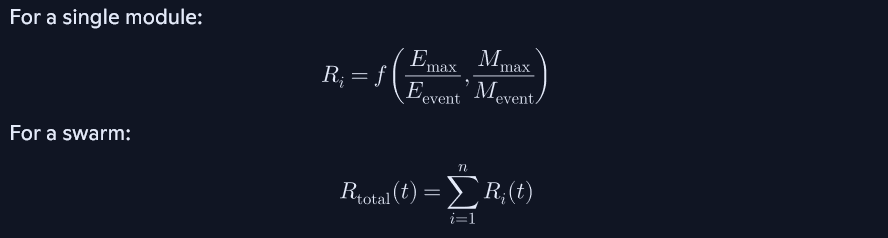 For a single module:
R_i = f(E_max/E_event, M_max/M_event)
For a swarm:
R_total(t) = ∑_{i=1}^{n} R_i(t)